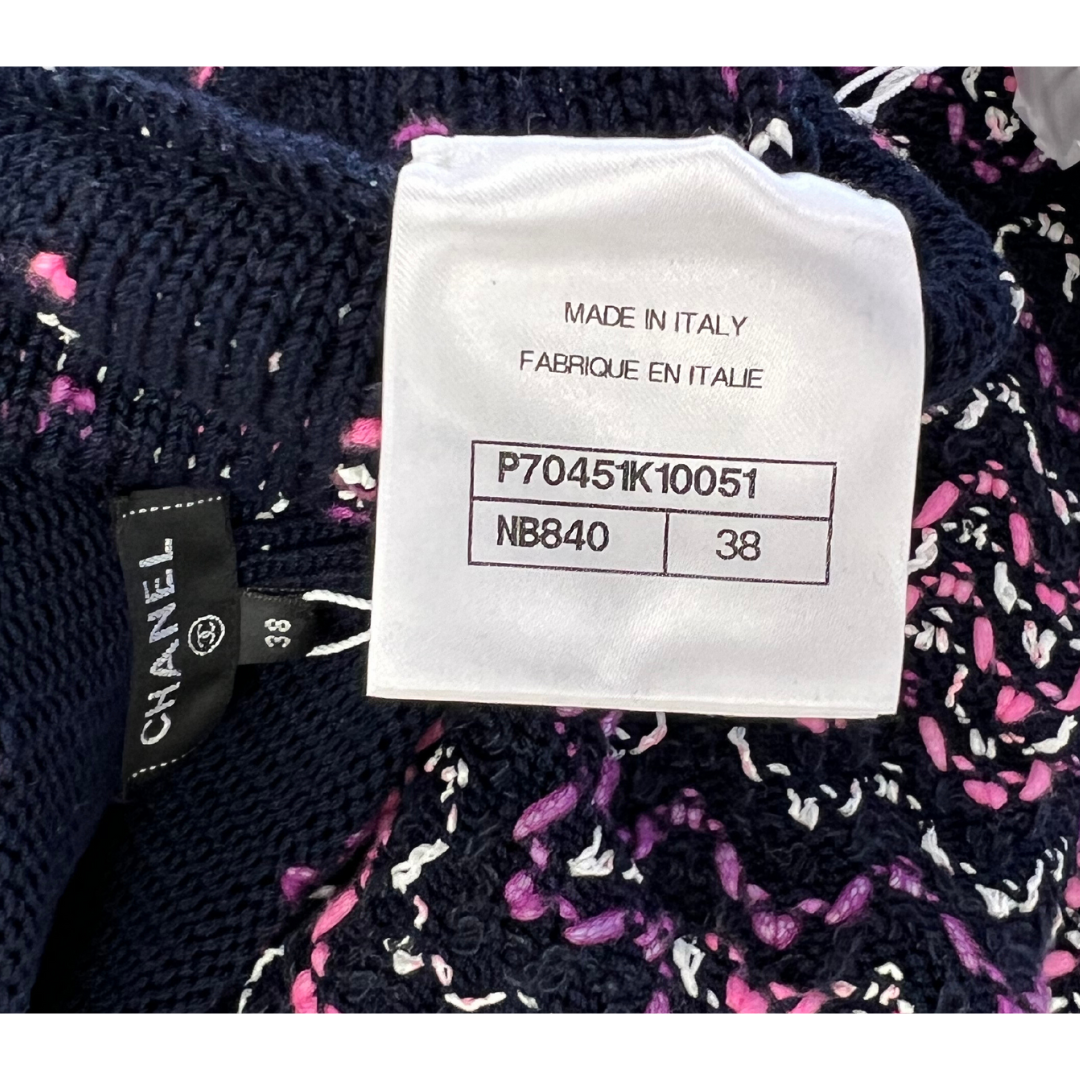 MADE IN ITALY
FABRIQUE EN ITALIE
P70451K10051
NB840 38
CHANEL
38